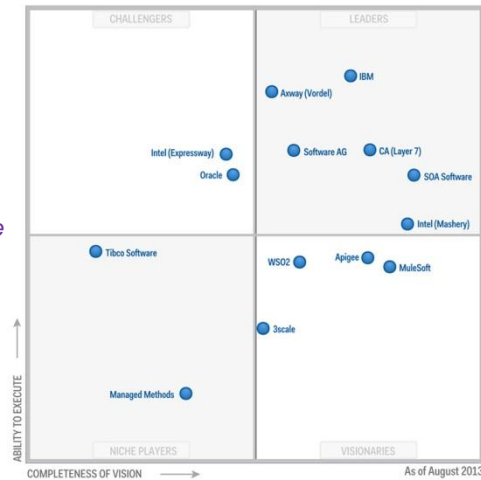 CHALLENGERS
LEADERS
IBM
Axway (Vordel)
Intel (Expressway)
Software AG
CA (Layer 7)
Oracle
SOA Software
e
Intel (Mashery)
Tibco Software
WSO2
Apigee
MuleSoft
3scale
Managed Methods
ABILITY TO EXECUTE
NICHE PLAYERS
VISIONARIES
COMPLETENESS OF VISION
As of August 2013